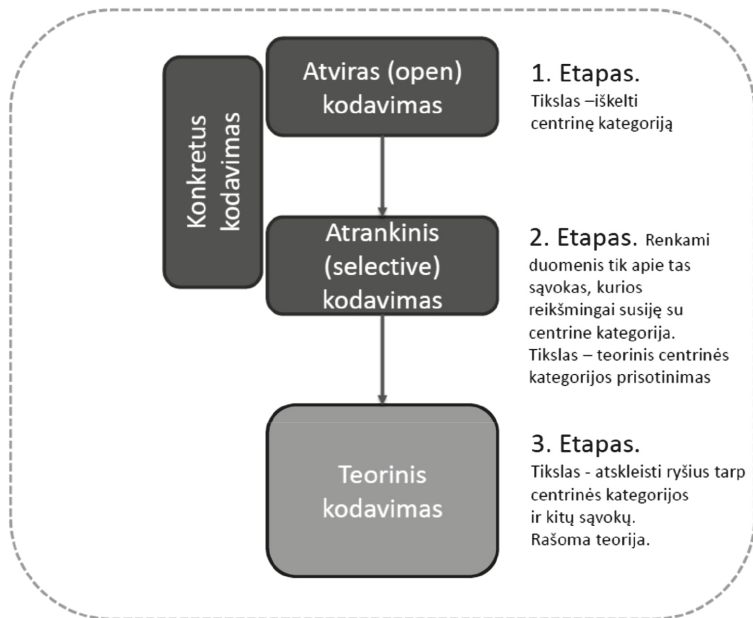 Konkretus
kodavimas
Atviras (open)
kodavimas
1. Etapas.
Tikslas –iškelti
centrinę kategoriją
Atrankinis
(selective)
kodavimas
2. Etapas. Renkami
duomenis tik apie tas
sąvokas, kurios
reikšmingai susiję su
centrine kategorija.
Tikslas – teorinis centrinės
kategorijos prisotinimas
Teorinis
kodavimas
3. Etapas.
Tikslas - atskleisti ryšius tarp
centrinės kategorijos
ir kitų sąvokų.
Rašoma teorija.